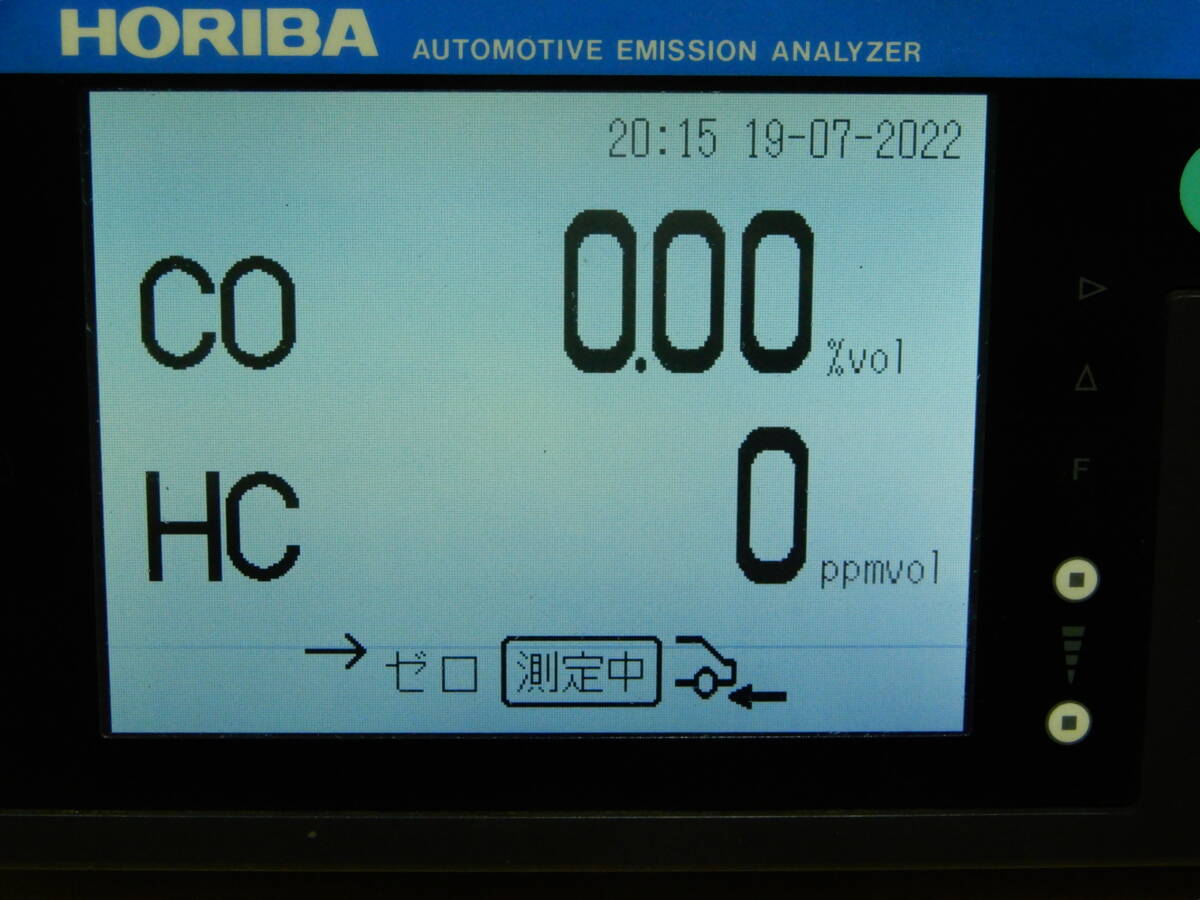 HORIBA AUTOMOTIVE EMISSION ANALYZER
20:15 19-07-2022
CO 0.00 %vol
HC 0 ppmvol
→ ゼロ 測定中
F